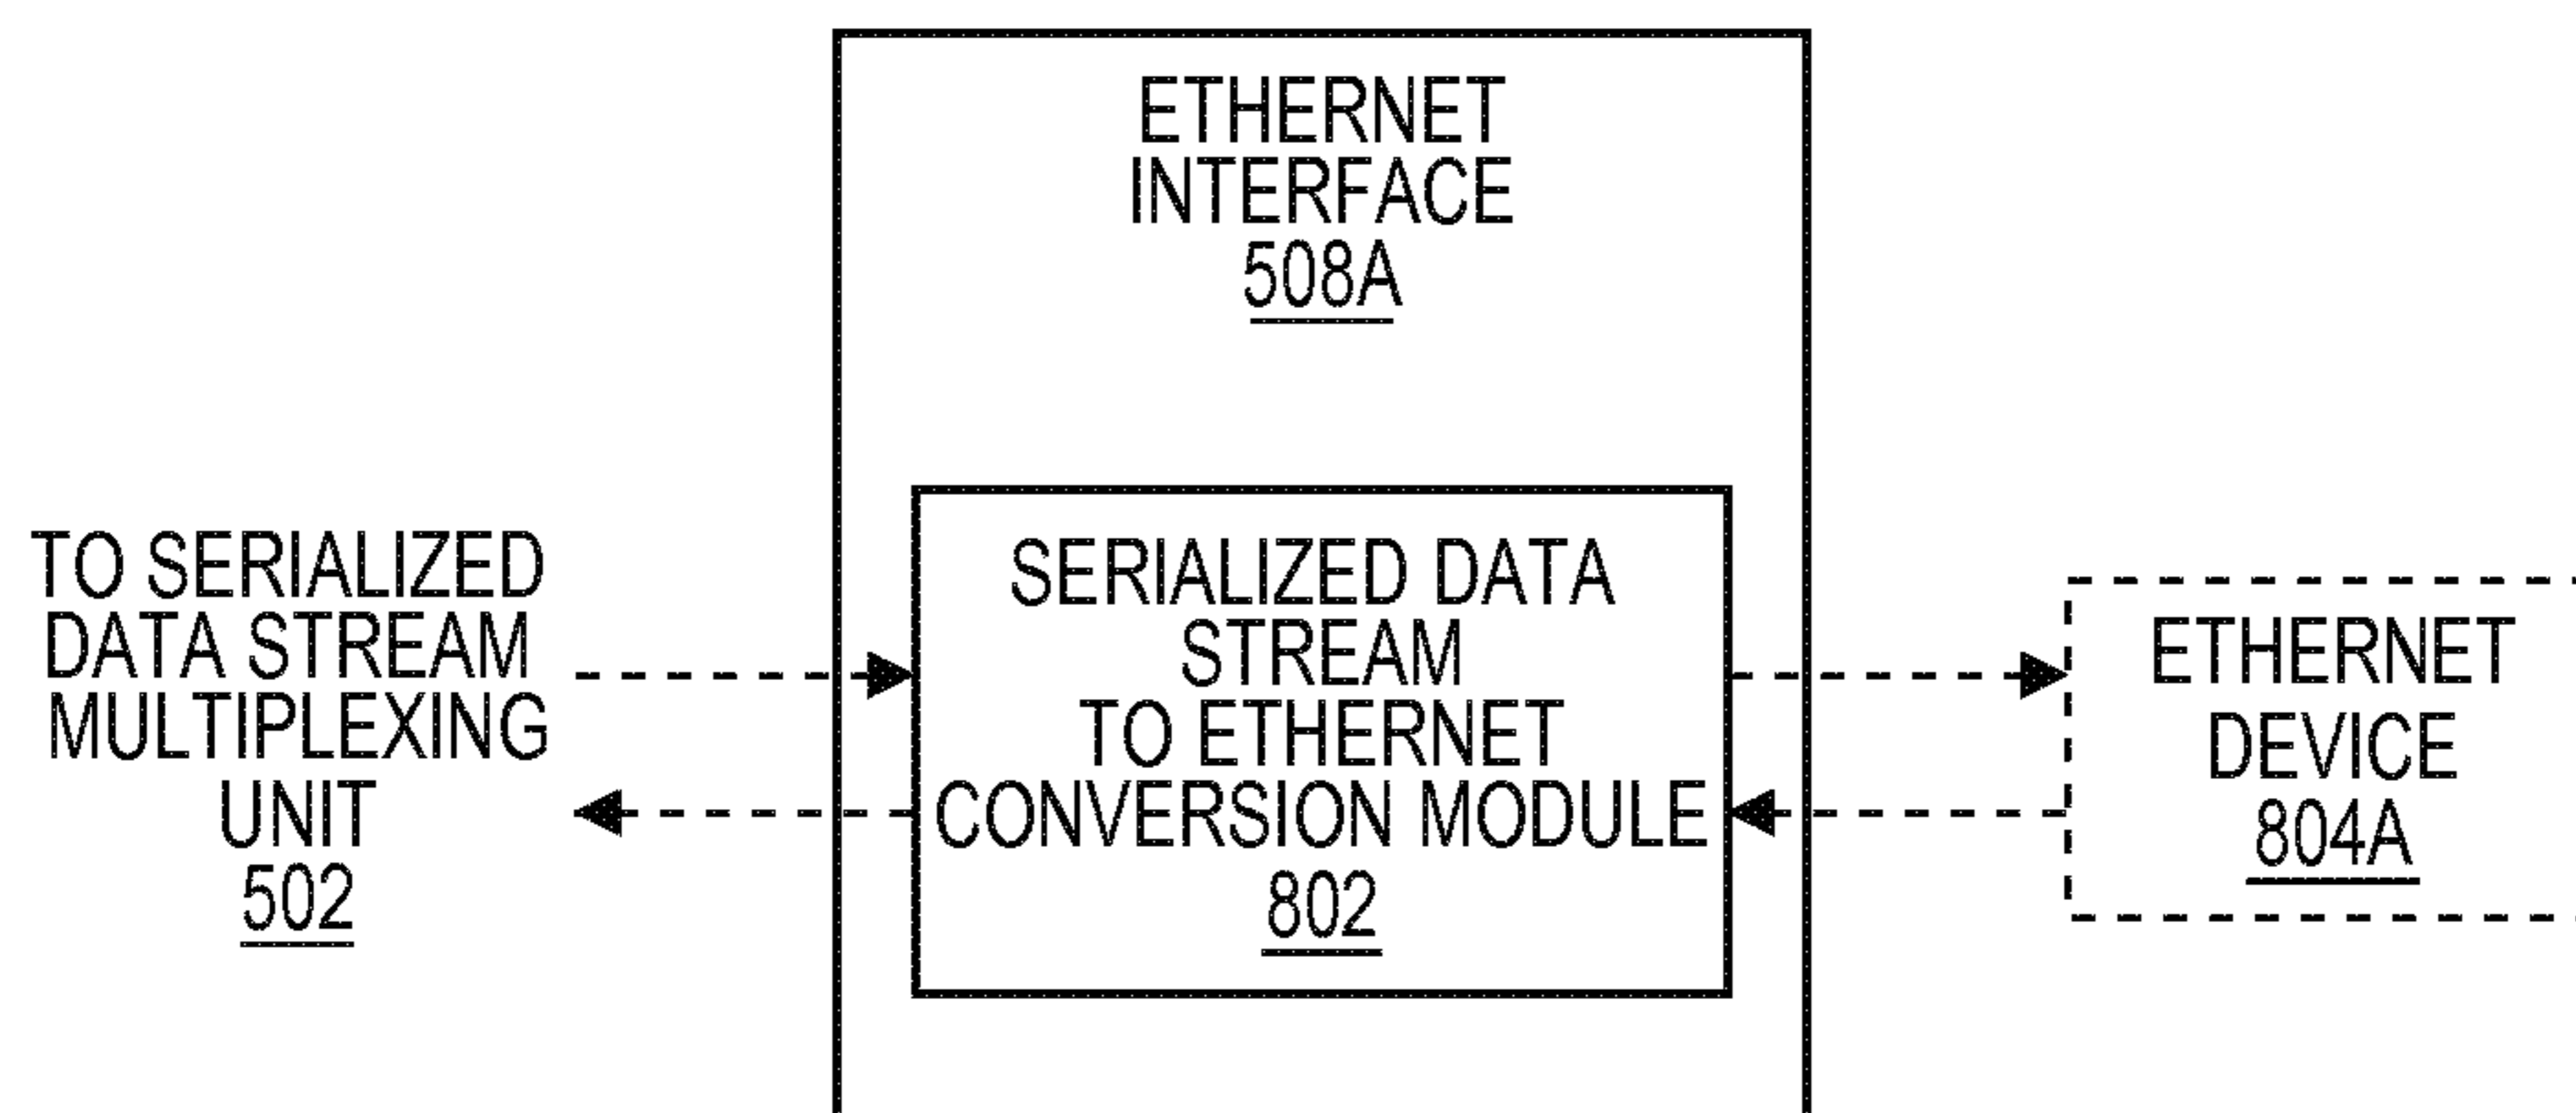 ETHERNET
INTERFACE
508A
TO SERIALIZED
DATA STREAM
MULTIPLEXING
UNIT
502
SERIALIZED DATA
STREAM
TO ETHERNET
CONVERSION MODULE
802
ETHERNET
DEVICE
804A